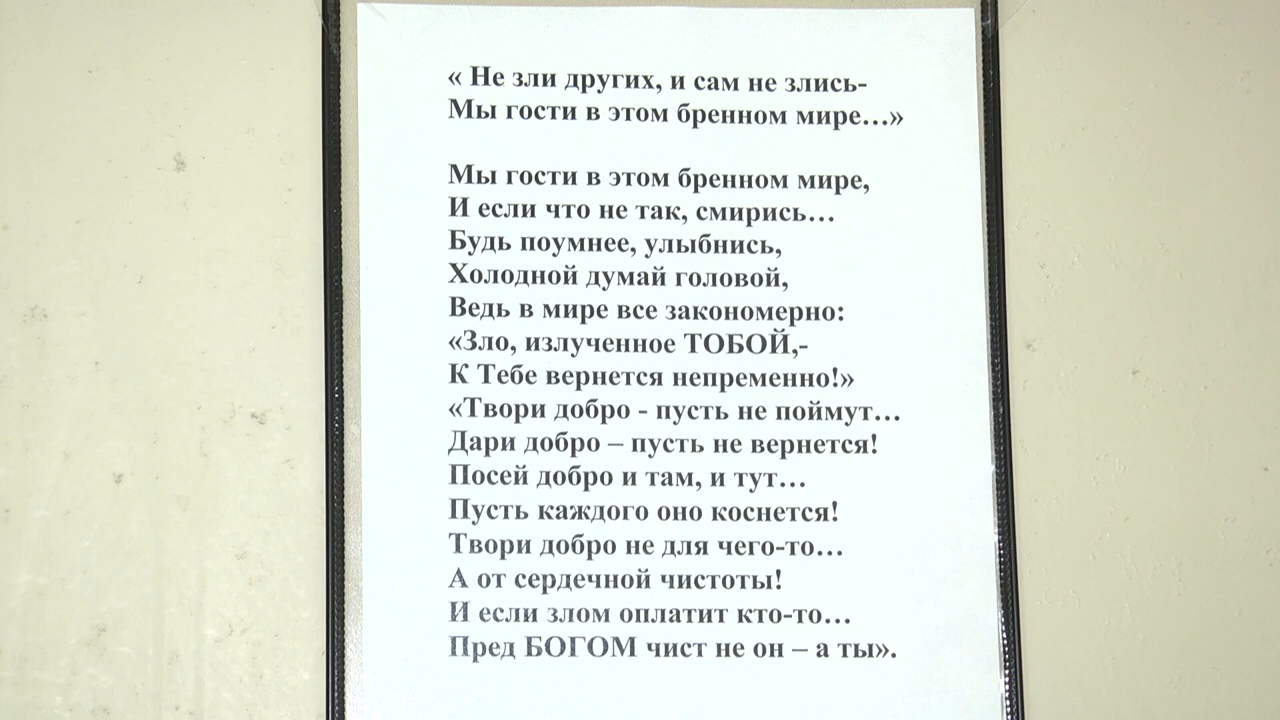 « Не зли других, и сам не злись-
Мы гости в этом бренном мире…»
Мы гости в этом бренном мире,
И если что не так, смирись…
Будь поумнее, улыбнись,
Холодной думай головой,
Ведь в мире все закономерно:
«Зло, излученное ТОБОЙ,-
К Тебе вернется непременно!»
«Твори добро - пусть не поймут…
Дари добро – пусть не вернется!
Посей добро и там, и тут…
Пусть каждого оно коснется!
Твори добро не для чего-то…
А от сердечной чистоты!
И если злом оплатит кто-то…
Пред БОГОМ чист не он – а ты».